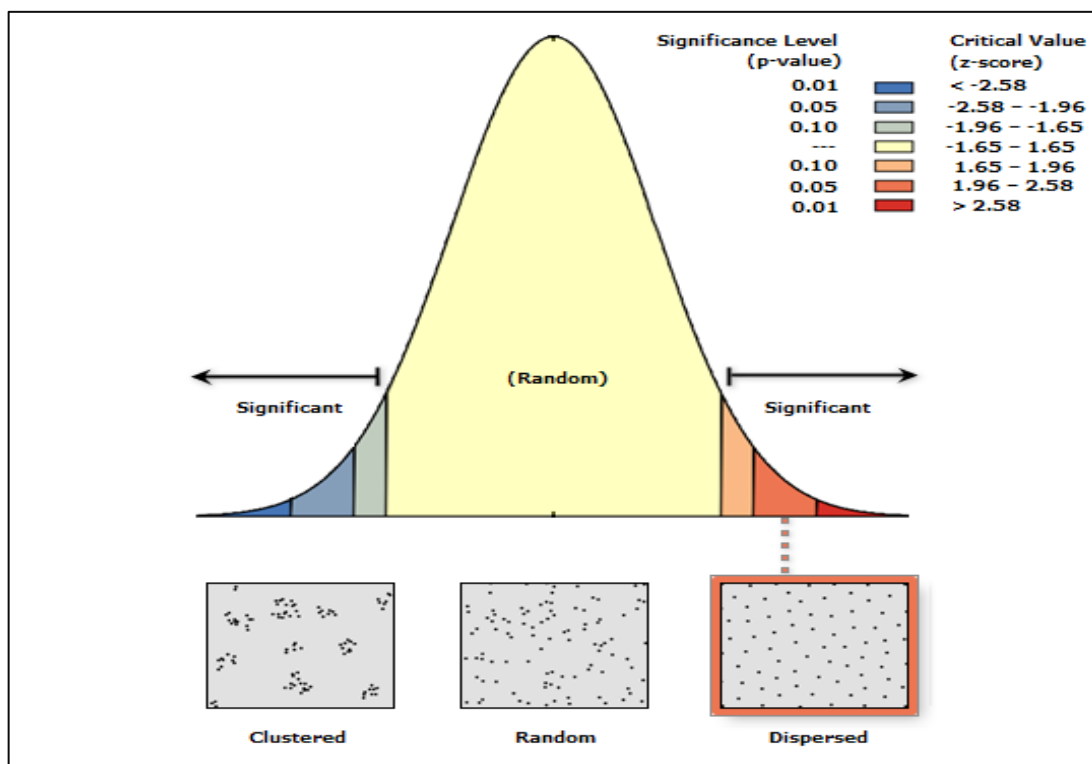 Significance Level Critical Value
(p-value) (z-score)
0.01 < -2.58
0.05 -2.58 – -1.96
0.10 -1.96 – -1.65
--- -1.65 – 1.65
0.10 1.65 – 1.96
0.05 1.96 – 2.58
0.01 > 2.58
(Random)
Significant Significant
Clustered Random Dispersed